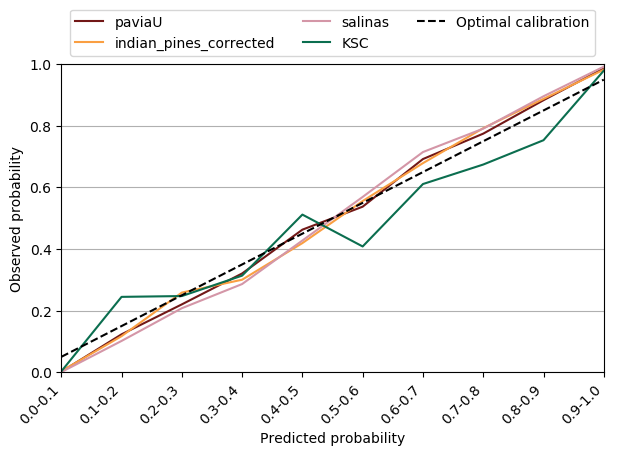 paviaU
indian_pines_corrected
salinas
KSC
Optimal calibration
Observed probability
1.0
0.8
0.6
0.4
0.2
0.0
0.0-0.1
0.1-0.2
0.2-0.3
0.3-0.4
0.4-0.5
0.5-0.6
0.6-0.7
0.7-0.8
0.8-0.9
0.9-1.0
Predicted probability